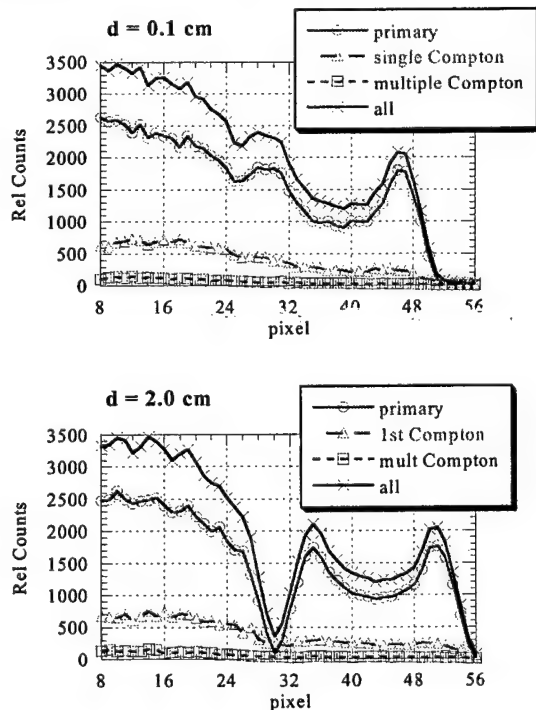 d = 0.1 cm
primary
single Compton
multiple Compton
all
3500
3000
2500
2000
1500
1000
500
0
Rel Counts
8 16 24 32 40 48 56
pixel
d = 2.0 cm
primary
1st Compton
mult Compton
all
3500
3000
2500
2000
1500
1000
500
0
Rel Counts
8 16 24 32 40 48 56
pixel